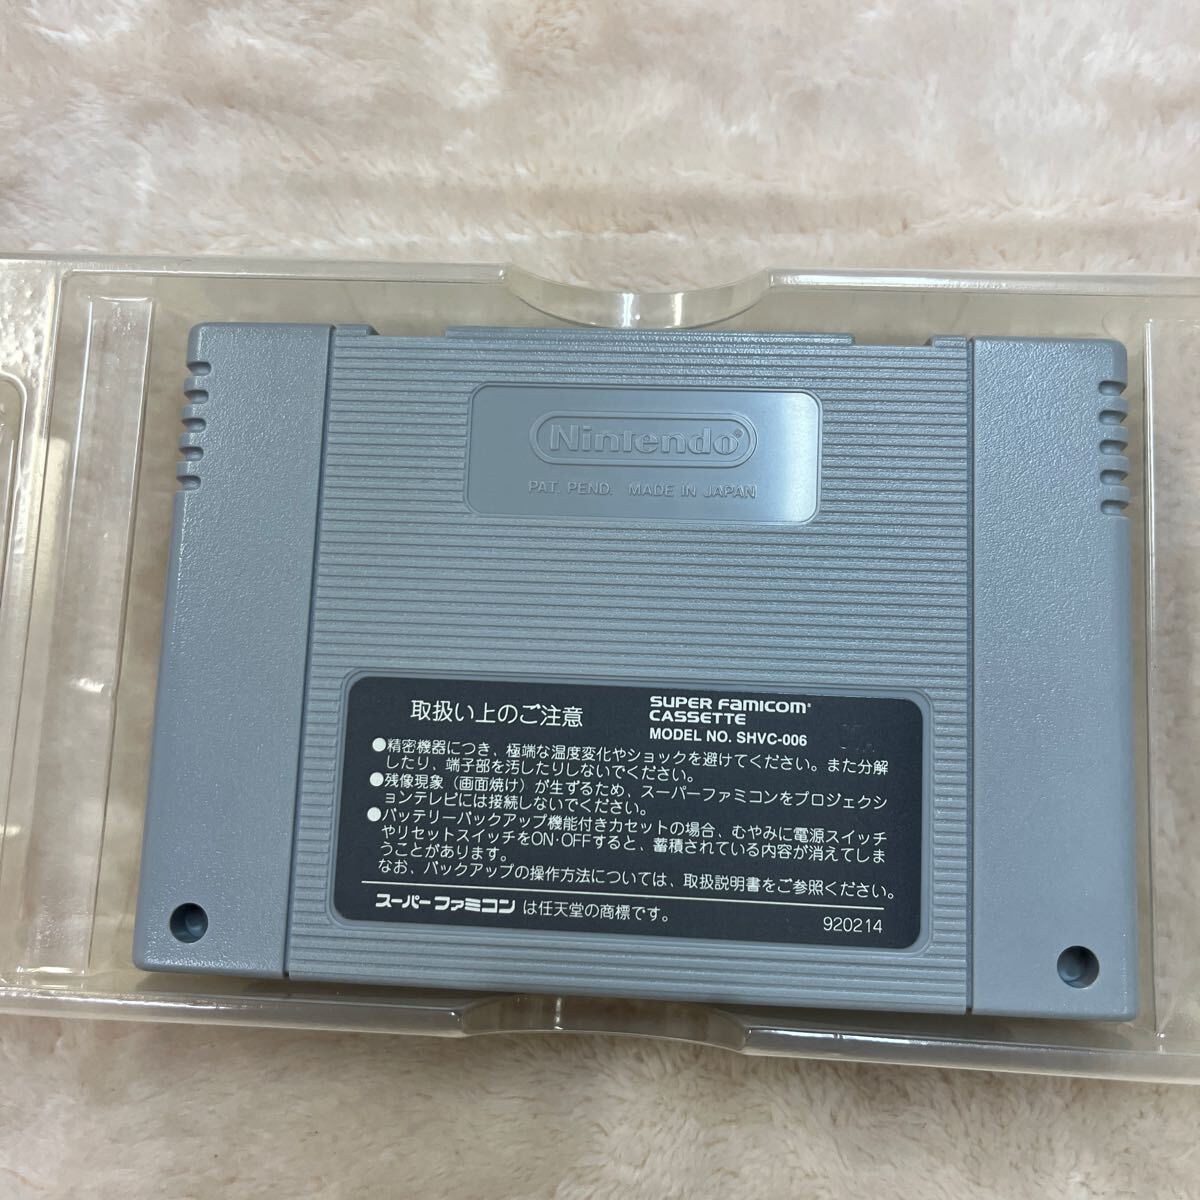 Nintendo®
PAT. PEND. MADE IN JAPAN
取扱い上のご注意
SUPER FAMICOM
CASSETTE
MODEL NO. SHVC-006
●精密機器につき、極端な温度変化やショックを避けてください。また分解
したり、端子部を汚したりしないでください。
●残像現象（画面焼け）が生ずるため、スーパーファミコンをプロジェクシ
ョンテレビには接続しないでください。
●バッテリーバックアップ機能付きカセットの場合、むやみに電源スイッチ
やリセットスイッチをON・OFFすると、蓄積されている内容が消えてしま
うことがあります。
なお、バックアップの操作方法については、取扱説明書をご参照ください。
スーパーファミコン は任天堂の商標です。
920214